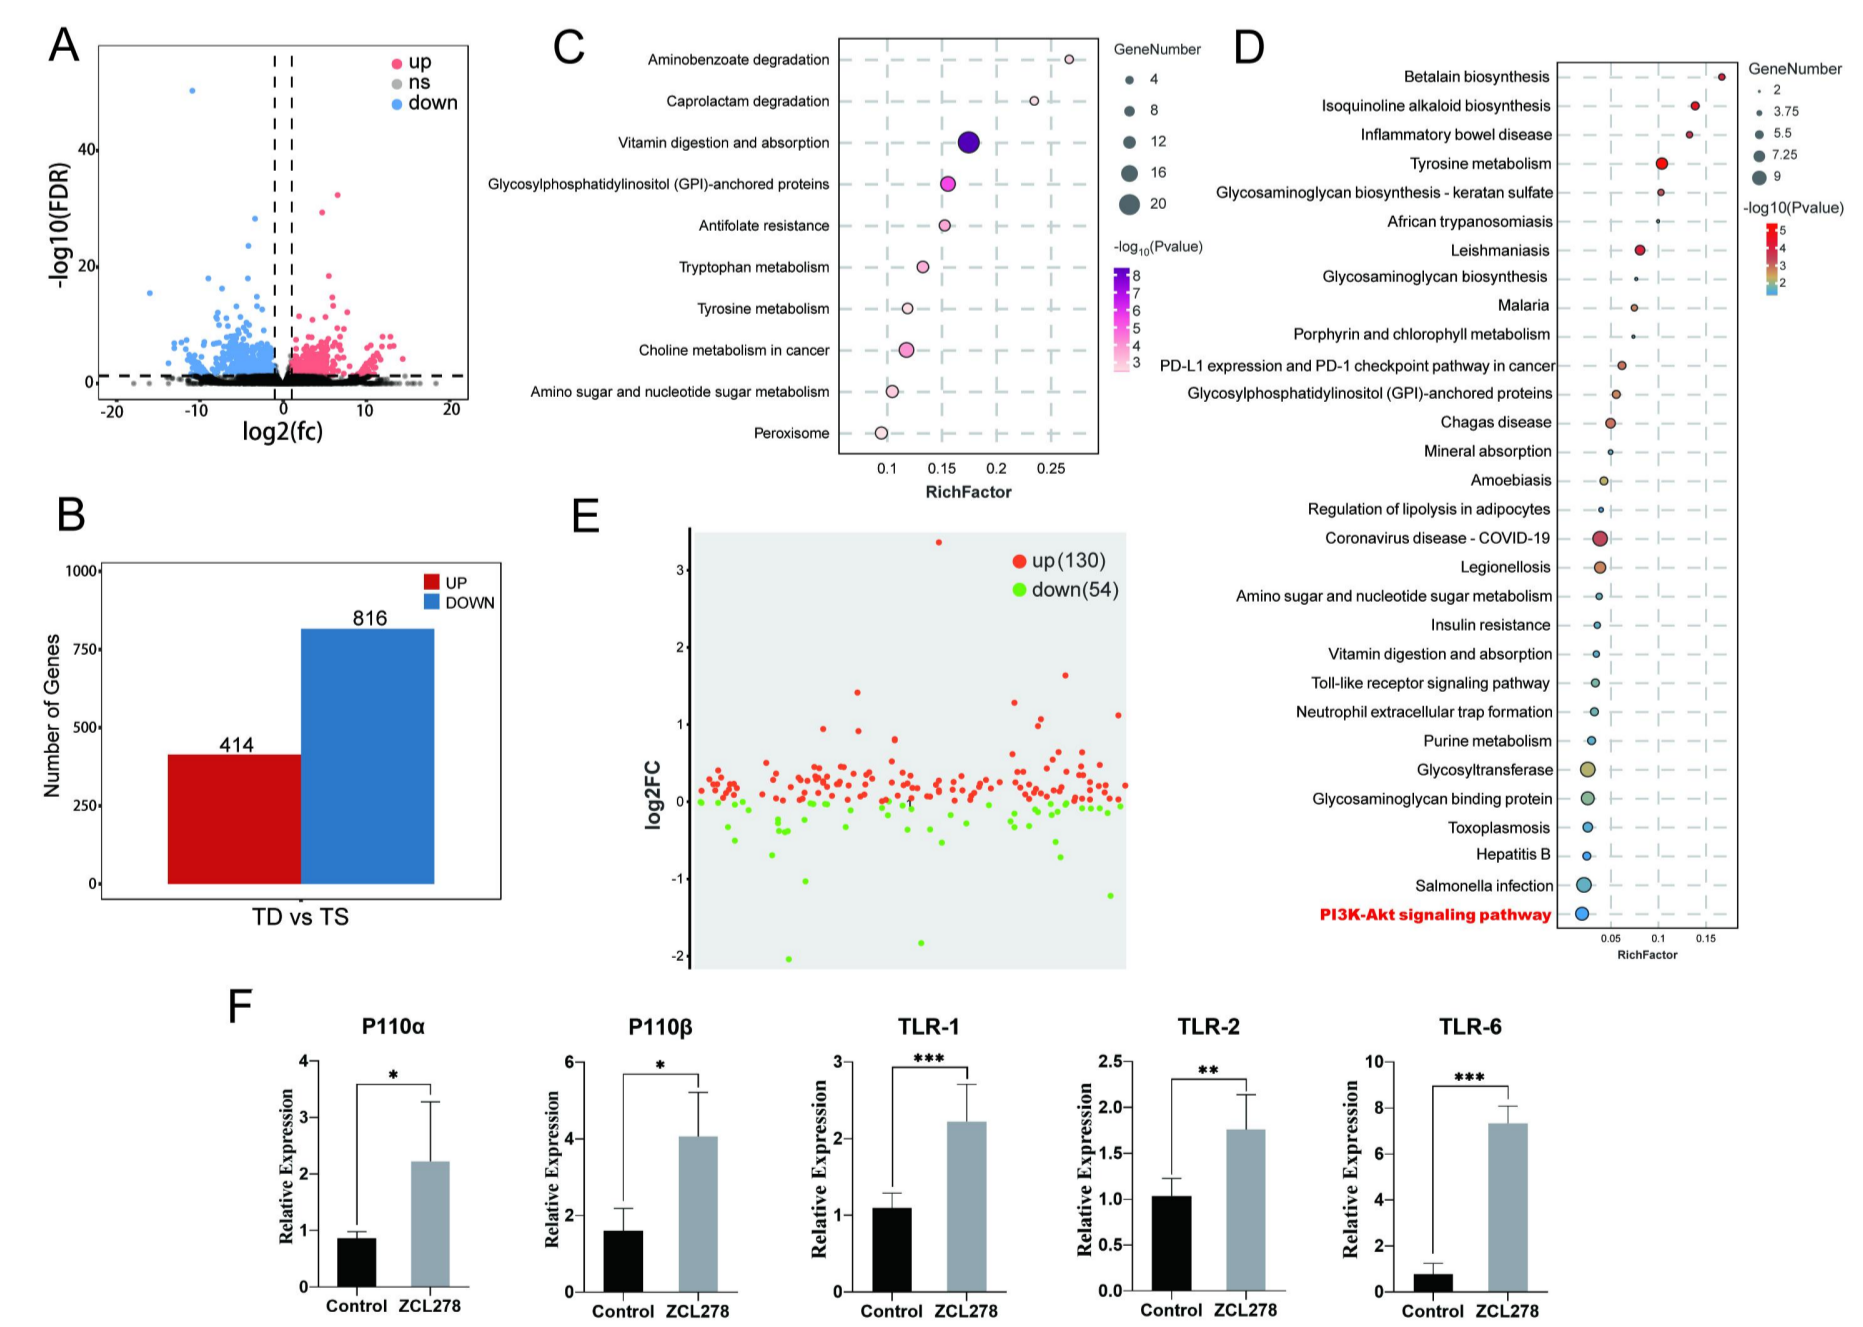 A
up
ns
down
-log10(FDR)
40
20
0
-20 -10 0 10 20
log2(fc)
B
UP
DOWN
Number of Genes
1000
750
500
250
0
414
816
TD vs TS
C
Aminobenzoate degradation
Caprolactam degradation
Vitamin digestion and absorption
Glycosylphosphatidylinositol (GPI)-anchored proteins
Antifolate resistance
Tryptophan metabolism
Tyrosine metabolism
Choline metabolism in cancer
Amino sugar and nucleotide sugar metabolism
Peroxisome
0.1 0.15 0.2 0.25
RichFactor
GeneNumber
4
8
12
16
20
-log10(Pvalue)
8
7
6
5
4
3
D
Betalain biosynthesis
Isoquinoline alkaloid biosynthesis
Inflammatory bowel disease
Tyrosine metabolism
Glycosaminoglycan biosynthesis - keratan sulfate
African trypanosomiasis
Leishmaniasis
Glycosaminoglycan biosynthesis
Malaria
Porphyrin and chlorophyll metabolism
PD-L1 expression and PD-1 checkpoint pathway in cancer
Glycosylphosphatidylinositol (GPI)-anchored proteins
Chagas disease
Mineral absorption
Amoebiasis
Regulation of lipolysis in adipocytes
Coronavirus disease - COVID-19
Legionellosis
Amino sugar and nucleotide sugar metabolism
Insulin resistance
Vitamin digestion and absorption
Toll-like receptor signaling pathway
Neutrophil extracellular trap formation
Purine metabolism
Glycosyltransferase
Glycosaminoglycan binding protein
Toxoplasmosis
Hepatitis B
Salmonella infection
PI3K-Akt signaling pathway
0.05 0.1 0.15
RichFactor
GeneNumber
2
3.75
5.5
7.25
9
-log10(Pvalue)
5
4
3
2
E
up(130)
down(54)
log2FC
3
2
1
0
-1
-2
1
F
P110α
Relative Expression
4
3
2
1
0
*
Control ZCL278
P110β
Relative Expression
6
4
2
0
*
Control ZCL278
TLR-1
Relative Expression
3
2
1
0
***
Control ZCL278
TLR-2
Relative Expression
2.5
2.0
1.5
1.0
0.5
0.0
**
Control ZCL278
TLR-6
Relative Expression
10
8
6
4
2
0
***
Control ZCL278